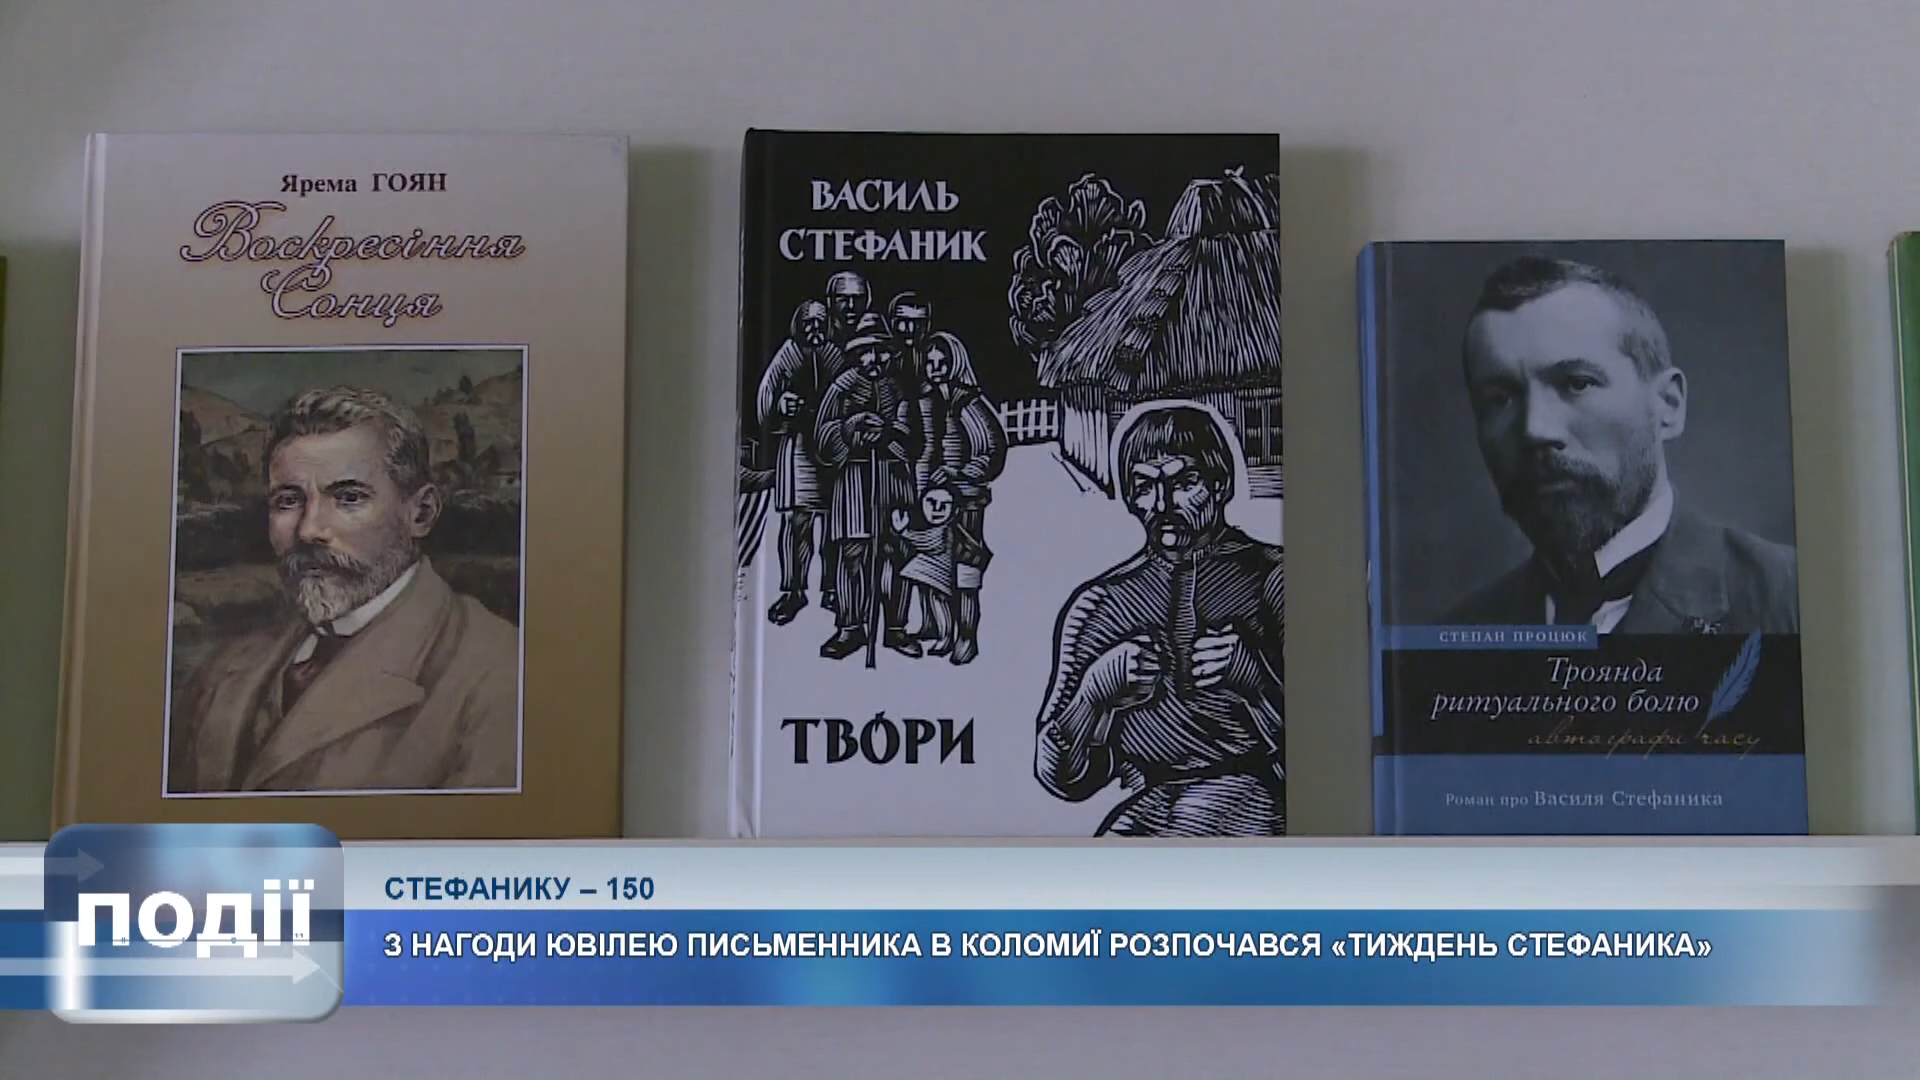 Ярема ГОЯН
Воскресіння
Сонця
ВАСИЛЬ
СТЕФАНИК
ТВОРИ
СТЕПАН ПРОЦЮК
Троянда
ритуального болю
автографи часу
Роман про Василя Стефаника
події
СТЕФАНИКУ – 150
З НАГОДИ ЮВІЛЕЮ ПИСЬМЕННИКА В КОЛОМИЇ РОЗПОЧАВСЯ «ТИЖДЕНЬ СТЕФАНИКА»